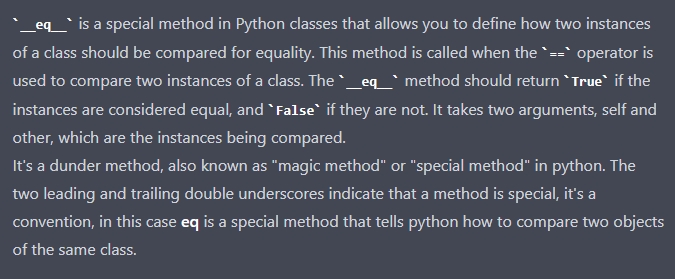 `__eq__` is a special method in Python classes that allows you to define how two instances
of a class should be compared for equality. This method is called when the `==` operator is
used to compare two instances of a class. The `__eq__` method should return `True` if the
instances are considered equal, and `False` if they are not. It takes two arguments, self and
other, which are the instances being compared.
It's a dunder method, also known as "magic method" or "special method" in python. The
two leading and trailing double underscores indicate that a method is special, it's a
convention, in this case eq is a special method that tells python how to compare two objects
of the same class.